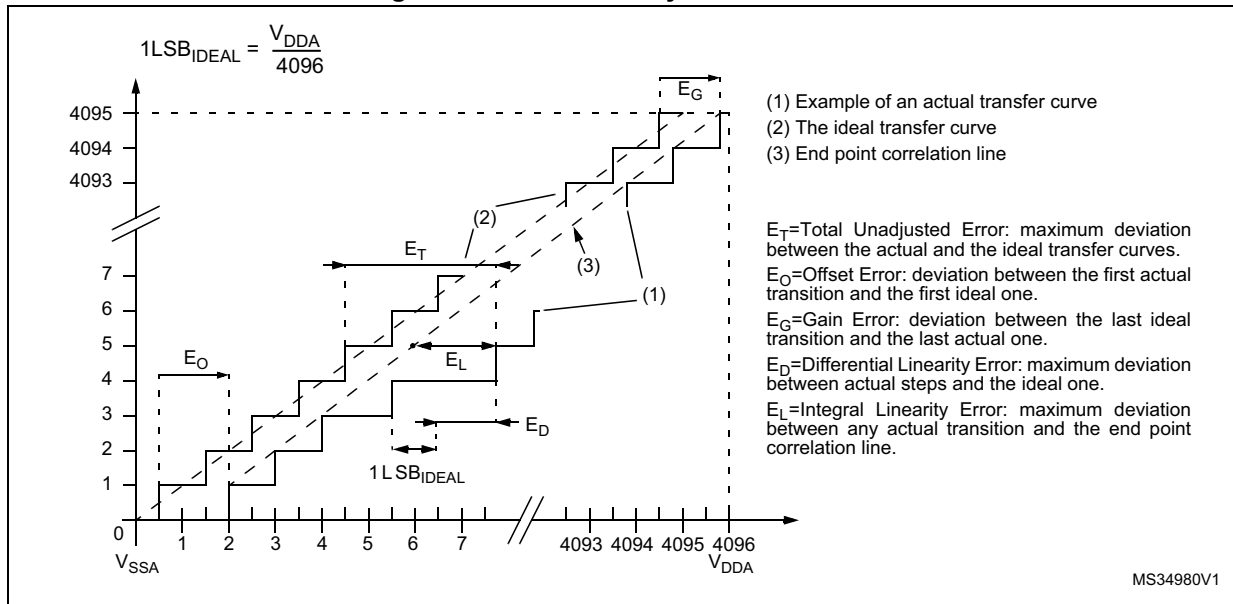 1LSB_IDEAL = V_DDA / 4096
E_G
4095
4094
4093
7
6
5
4
3
2
1
0
(2)
E_T
(3)
(1)
E_O
E_L
E_D
1LSB_IDEAL
1 2 3 4 5 6 7 4093 4094 4095 4096
V_SSA V_DDA
(1) Example of an actual transfer curve
(2) The ideal transfer curve
(3) End point correlation line
E_T=Total Unadjusted Error: maximum deviation
between the actual and the ideal transfer curves.
E_O=Offset Error: deviation between the first actual
transition and the first ideal one.
E_G=Gain Error: deviation between the last ideal
transition and the last actual one.
E_D=Differential Linearity Error: maximum deviation
between actual steps and the ideal one.
E_L=Integral Linearity Error: maximum deviation
between any actual transition and the end point
correlation line.
MS34980V1